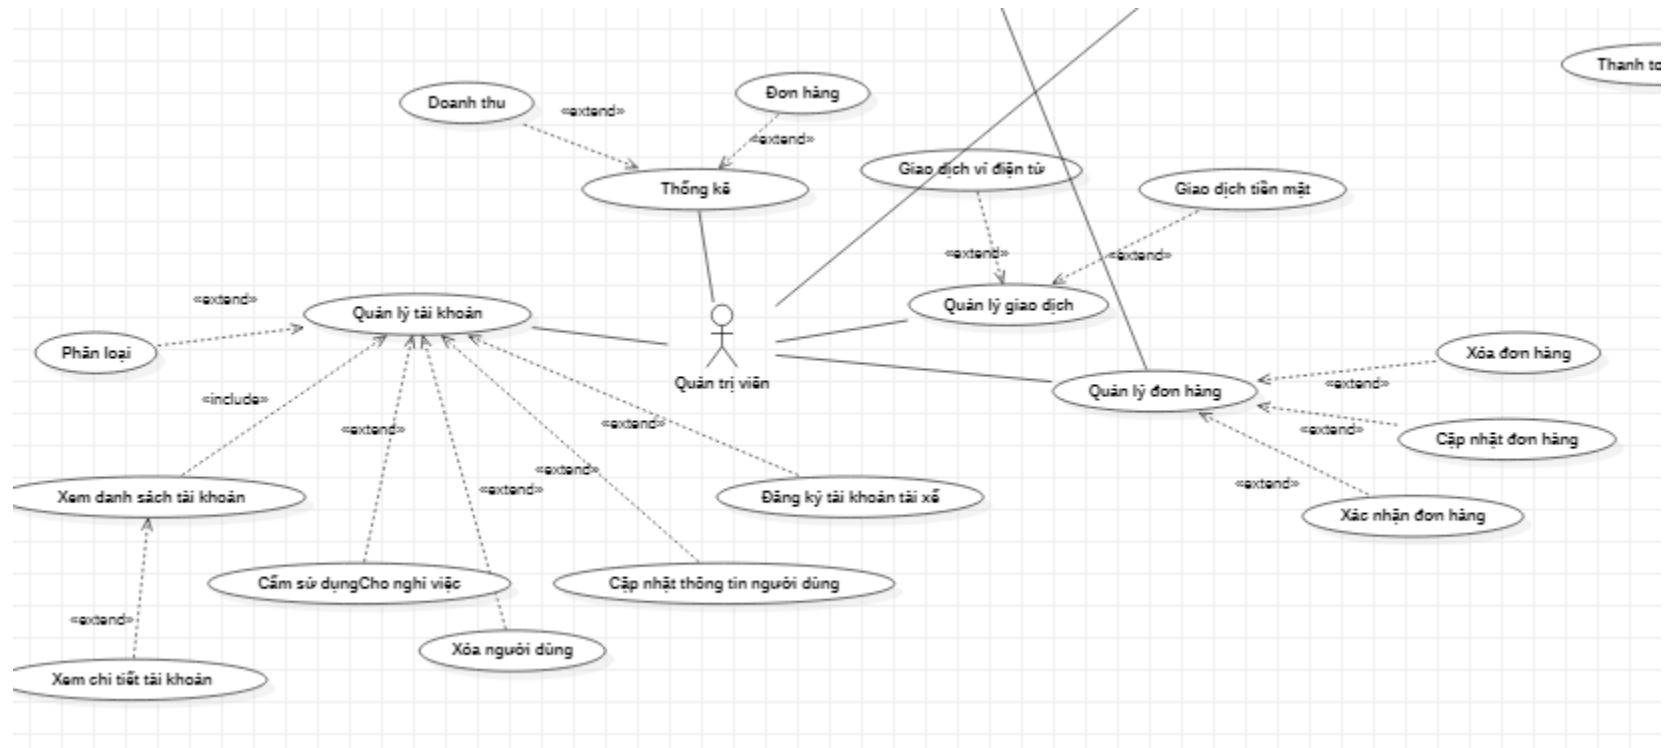 Thanh to
Đơn hàng
Doanh thu
«extend»
«extend»
Giao dịch ví điện tử
Thống kê
Giao dịch tiền mặt
«extend»
«extend»
«extend»
Quản lý tài khoản
Quản lý giao dịch
Phân loại
Quản trị viên
Xóa đơn hàng
«extend»
Quản lý đơn hàng
«include»
«extend»
«extend»
«extend»
Cập nhật đơn hàng
«extend»
«extend»
«extend»
Xem danh sách tài khoản
Đăng ký tài khoản tài xế
Xác nhận đơn hàng
Cấm sử dụngCho nghỉ việc
Cập nhật thông tin người dùng
«extend»
Xóa người dùng
Xem chi tiết tài khoản